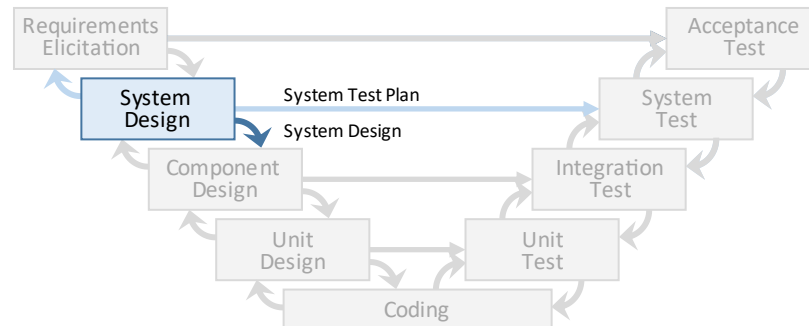 Requirements
Elicitation
Acceptance
Test
System
Design
System Test Plan
System Design
System
Test
Component
Design
Integration
Test
Unit
Design
Unit
Test
Coding